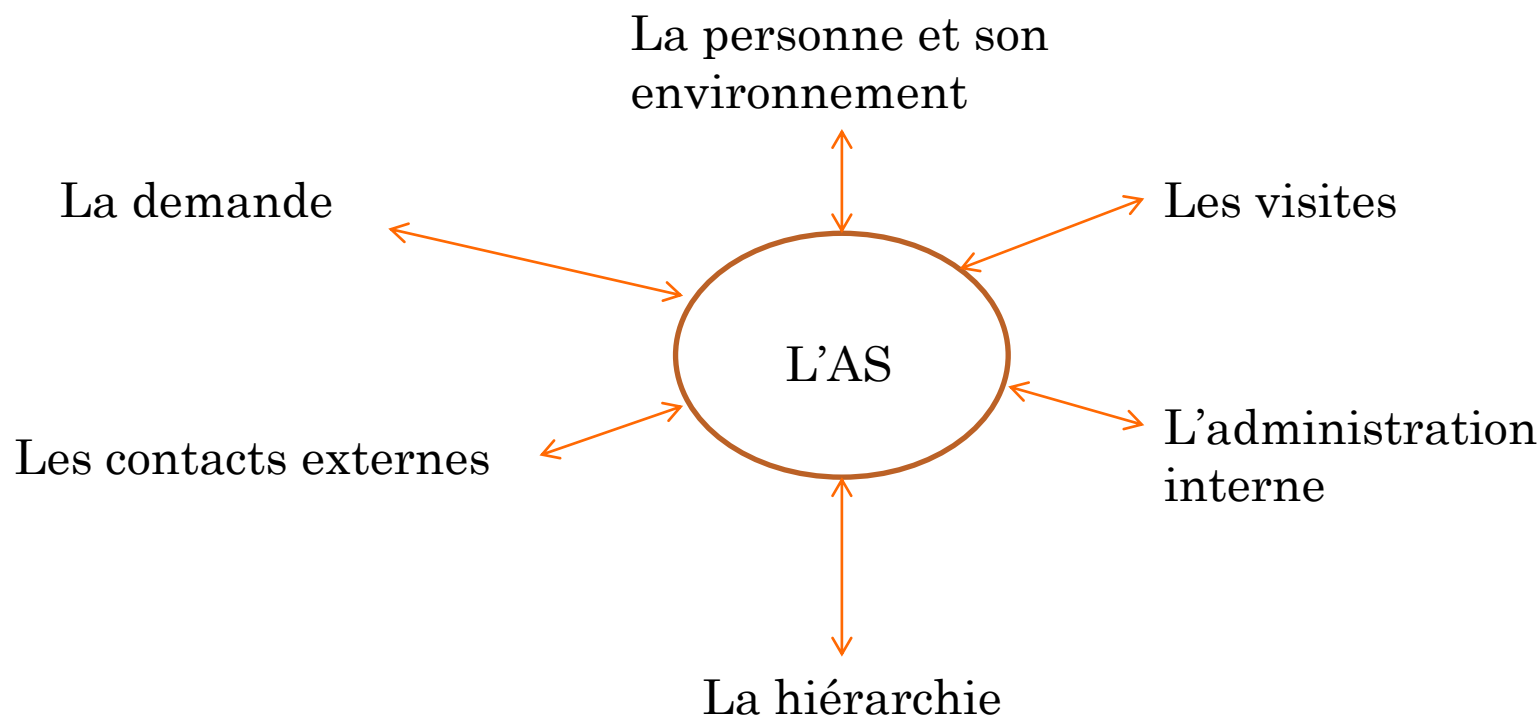 La personne et son
environnement
La demande
Les visites
L’AS
L’administration
interne
Les contacts externes
La hiérarchie